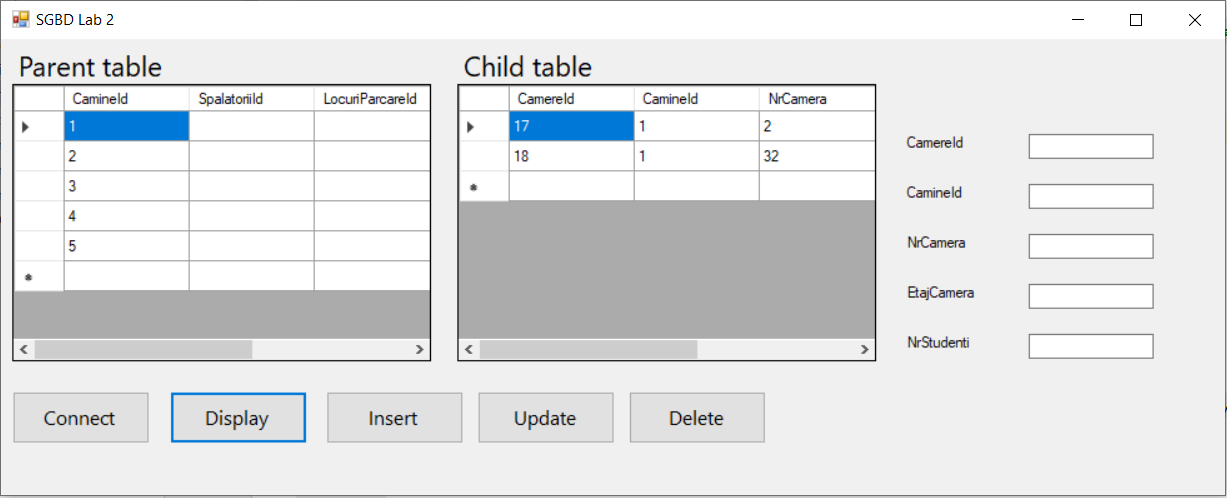 SGBD Lab 2
Parent table
CamineId SpalatoriiId LocuriParcareId
1
2
3
4
5
Child table
CamereId CamineId NrCamera
17 1 2
18 1 32
CamereId
CamineId
NrCamera
EtajCamera
NrStudenti
Connect Display Insert Update Delete